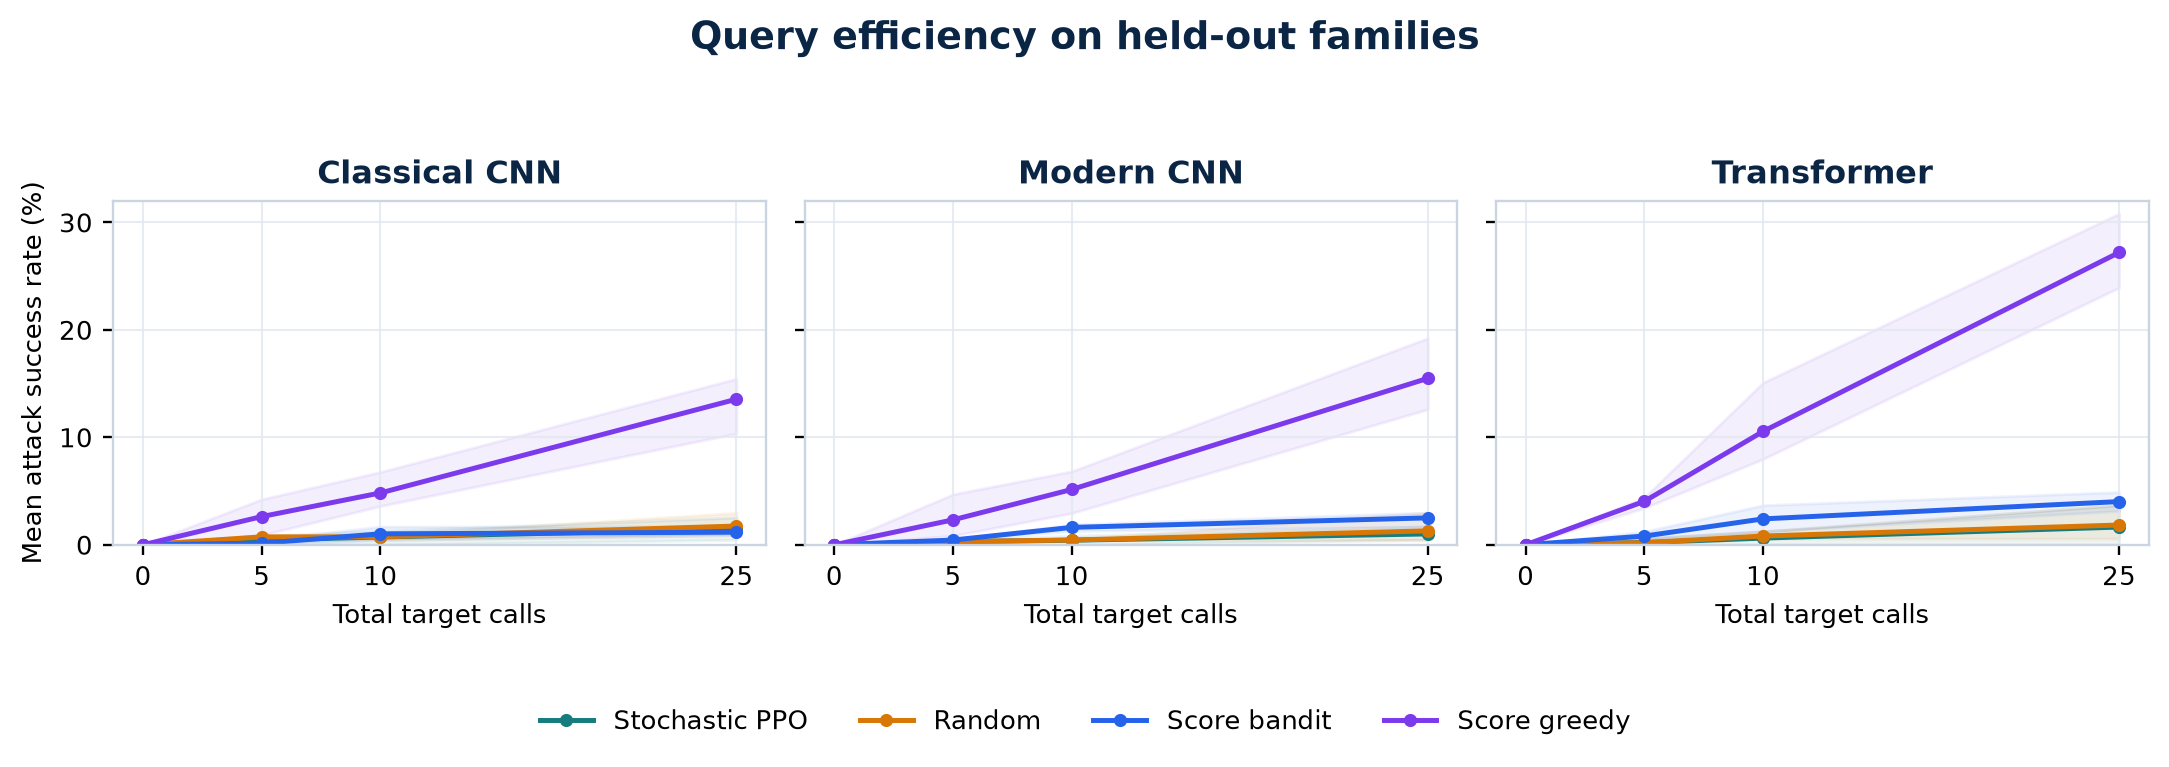 Query efficiency on held-out families
Classical CNN
Modern CNN
Transformer
Mean attack success rate (%)
30
20
10
0
0 5 10 25
0 5 10 25
0 5 10 25
Total target calls
Total target calls
Total target calls
Stochastic PPO
Random
Score bandit
Score greedy